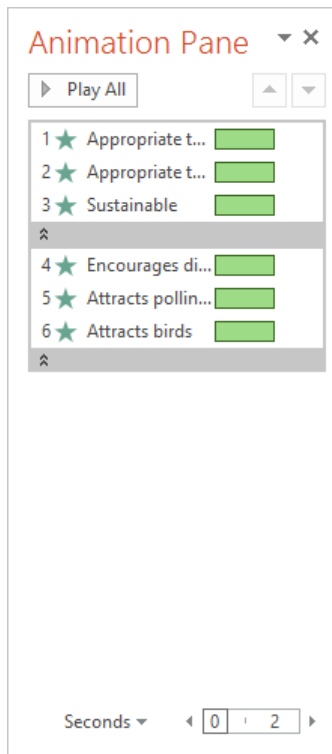 Animation Pane
Play All
1 Appropriate t...
2 Appropriate t...
3 Sustainable
4 Encourages di...
5 Attracts pollin...
6 Attracts birds
Seconds 0 2